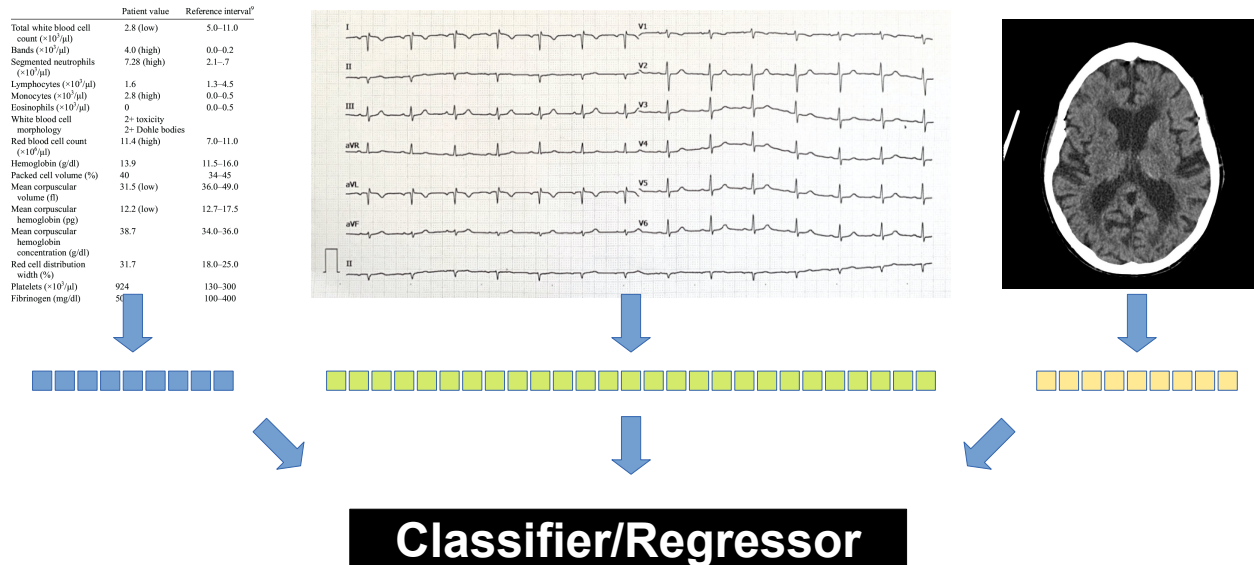 Patient value Reference interval9
Total white blood cell 2.8 (low) 5.0–11.0
count (×10³/μl)
Bands (×10³/μl) 4.0 (high) 0.0–0.2
Segmented neutrophils 7.28 (high) 2.1–.7
(×10³/μl)
Lymphocytes (×10³/μl) 1.6 1.3–4.5
Monocytes (×10³/μl) 2.8 (high) 0.0–0.5
Eosinophils (×10³/μl) 0 0.0–0.5
White blood cell 2+ toxicity
morphology 2+ Dohle bodies
Red blood cell count 11.4 (high) 7.0–11.0
(×10⁶/μl)
Hemoglobin (g/dl) 13.9 11.5–16.0
Packed cell volume (%) 40 34–45
Mean corpuscular 31.5 (low) 36.0–49.0
volume (fl)
Mean corpuscular 12.2 (low) 12.7–17.5
hemoglobin (pg)
Mean corpuscular 38.7 34.0–36.0
hemoglobin
concentration (g/dl)
Red cell distribution 31.7 18.0–25.0
width (%)
Platelets (×10³/μl) 924 130–300
Fibrinogen (mg/dl) 100–400
I V1
II V2
III V3
aVR V4
aVL V5
aVF V6
II
Classifier/Regressor